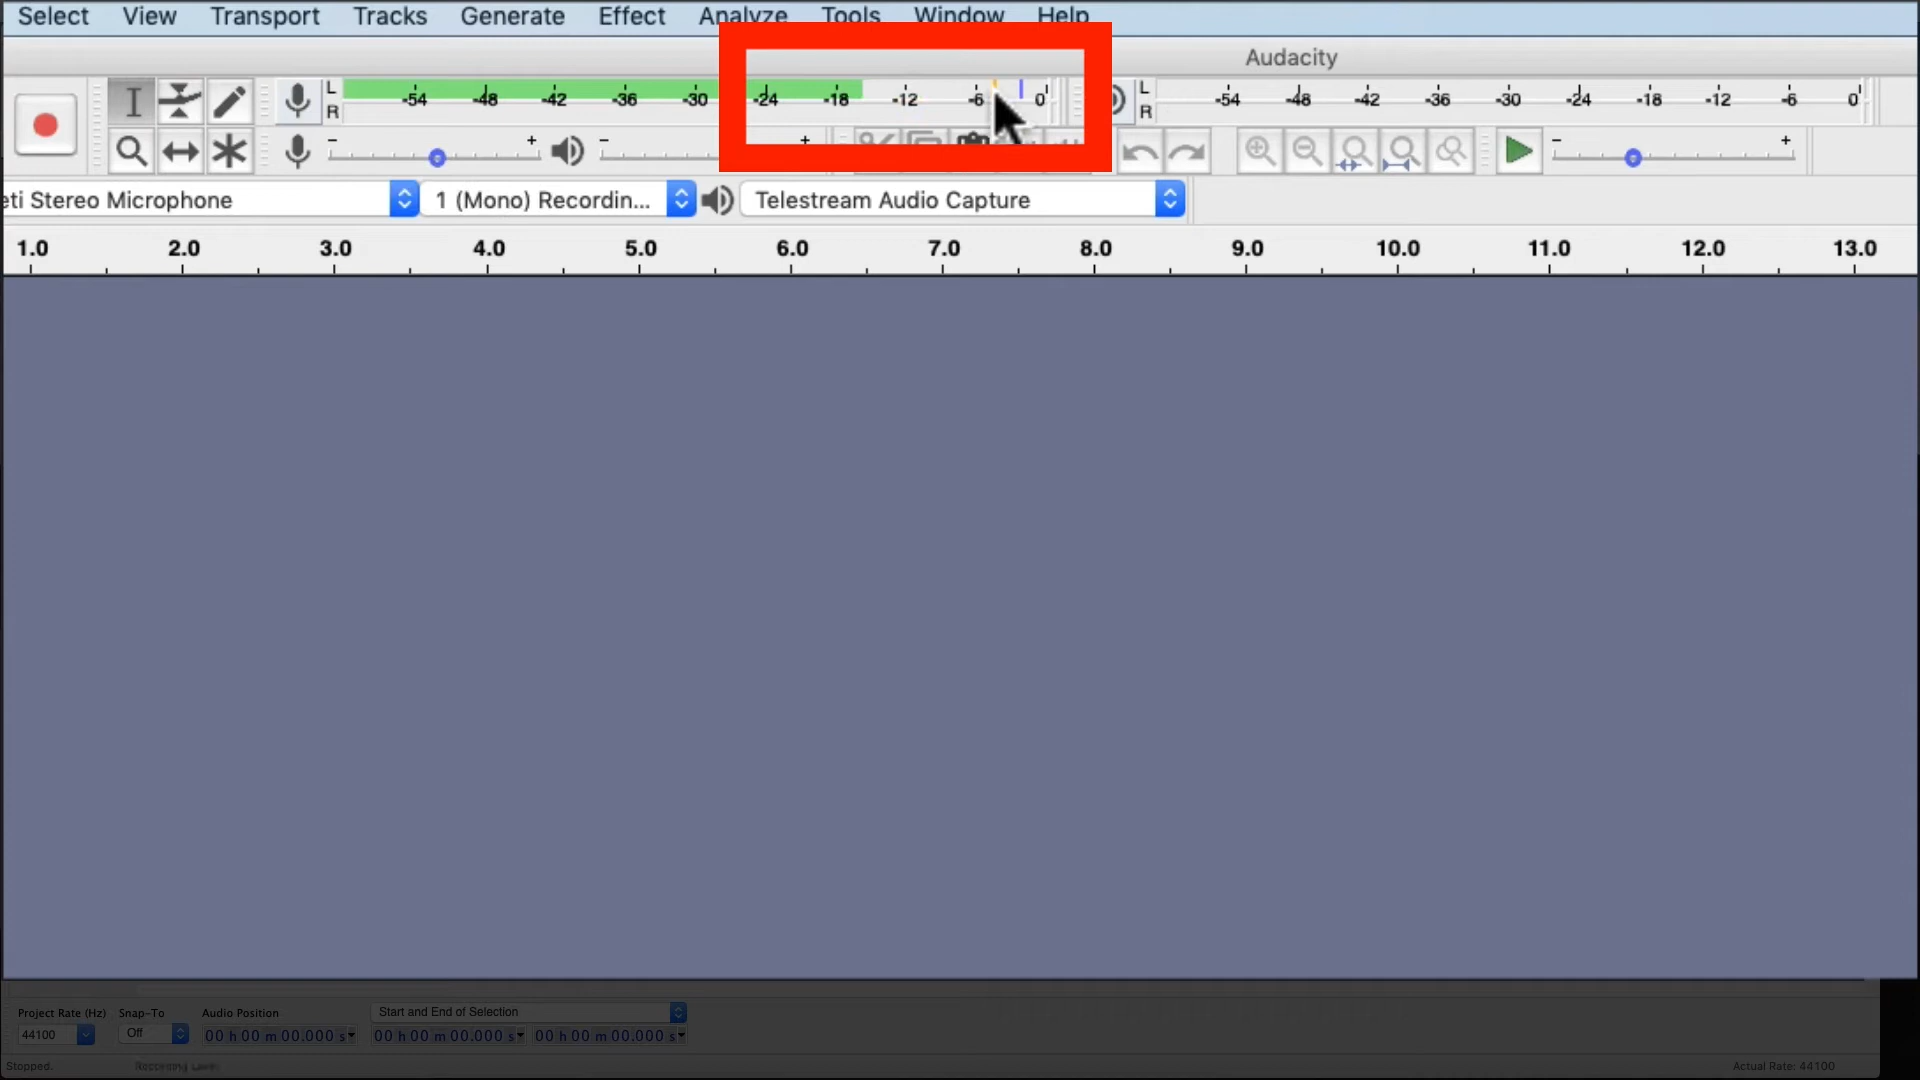 Select View Transport Tracks Generate Effect Analyze Tools Window Help
Audacity
L -54 -48 -42 -36 -30 -24 -18 -12 -6 0 L -54 -48 -42 -36 -30 -24 -18 -12 -6 0
R R
- + - + - +
eti Stereo Microphone 1 (Mono) Recordin... Telestream Audio Capture
1.0 2.0 3.0 4.0 5.0 6.0 7.0 8.0 9.0 10.0 11.0 12.0 13.0
Project Rate (Hz) Snap-To Audio Position Start and End of Selection
44100 Off 00 h 00 m 00.000 s 00 h 00 m 00.000 s 00 h 00 m 00.000 s
Stopped. Recording Level Actual Rate: 44100